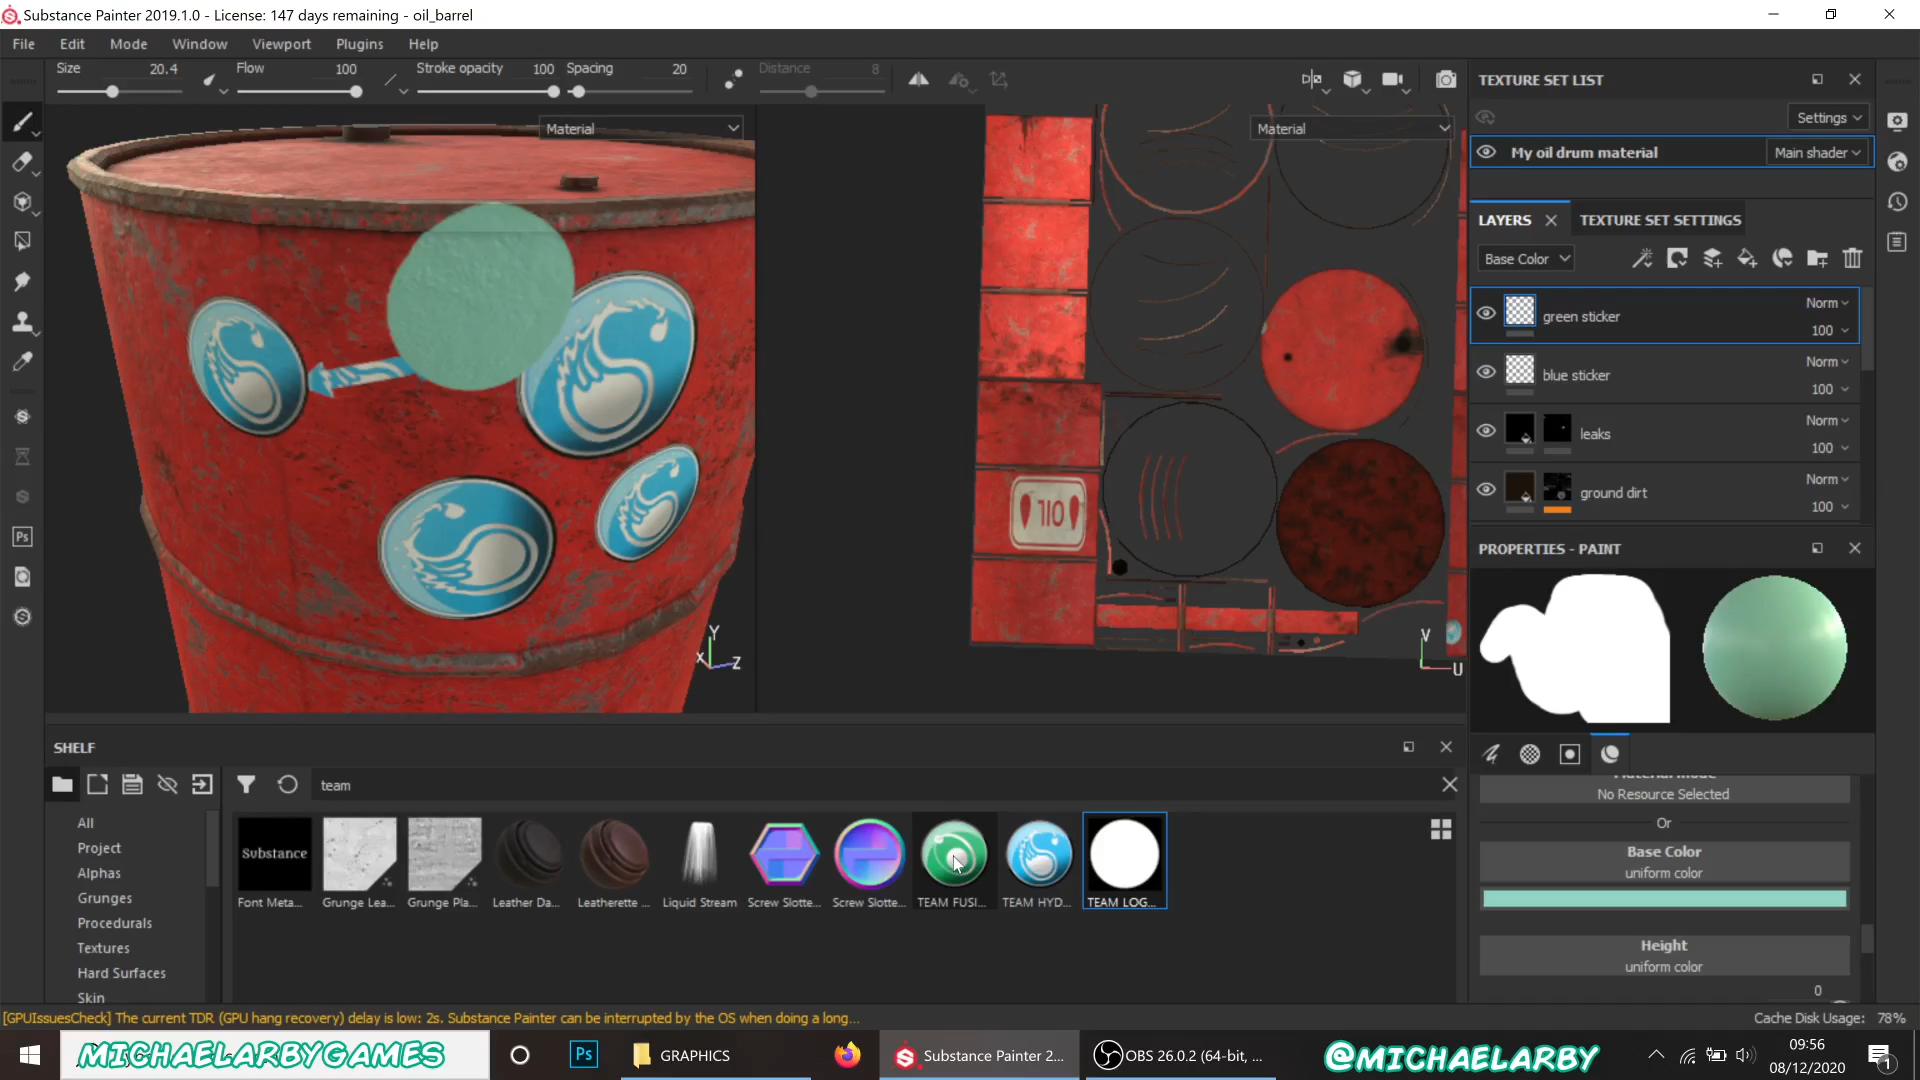 Substance Painter 2019.1.0 - License: 147 days remaining - oil_barrel
File Edit Mode Window Viewport Plugins Help
Size 20.4 Flow 100 Stroke opacity 100 Spacing 20 Distance 8
Material
Material
OIL
Y
X
Z
V
U
TEXTURE SET LIST
Settings
My oil drum material Main shader
LAYERS TEXTURE SET SETTINGS
Base Color
green sticker Norm 100
blue sticker Norm 100
leaks Norm 100
ground dirt Norm 100
PROPERTIES - PAINT
Material mode
No Resource Selected
Or
Base Color
uniform color
Height
uniform color
0
SHELF
team
All
Project
Alphas
Grunges
Procedurals
Textures
Hard Surfaces
Skin
Substance
Font Meta... Grunge Lea... Grunge Pla... Leather Da... Leatherette ... Liquid Stream Screw Slotte... Screw Slotte... TEAM FUSI... TEAM HYD... TEAM LOG...
[GPUIssuesCheck] The current TDR (GPU hang recovery) delay is low: 2s. Substance Painter can be interrupted by the OS when doing a long...
Cache Disk Usage: 78%
MICHAELARBYGAMES
Ps
GRAPHICS
Substance Painter 2...
OBS 26.0.2 (64-bit, ...
@MICHAELARBY
09:56
08/12/2020
1
Ps